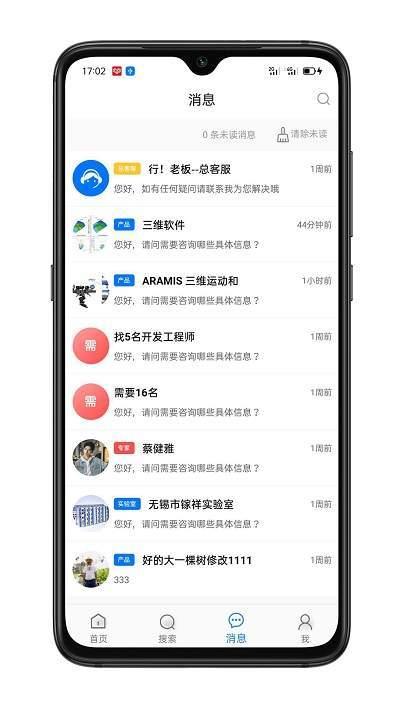 17:02
消息
0 条未读消息 清除未读
总客服 行！老板--总客服 1周前
您好，如有任何疑问请联系我为您解决哦
产品 三维软件 44分钟前
您好，请问需要咨询哪些具体信息？
产品 ARAMIS 三维运动和 1小时前
您好，请问需要咨询哪些具体信息？
需 找5名开发工程师 1周前
您好，请问需要咨询哪些具体信息？
需 需要16名 1周前
您好，请问需要咨询哪些具体信息？
专家 蔡健雅 1周前
您好，请问需要咨询哪些具体信息？
实验室 无锡市镓祥实验室 1周前
您好，请问需要咨询哪些具体信息？
产品 好的大一棵树修改1111 1周前
333
首页 搜索 消息 我